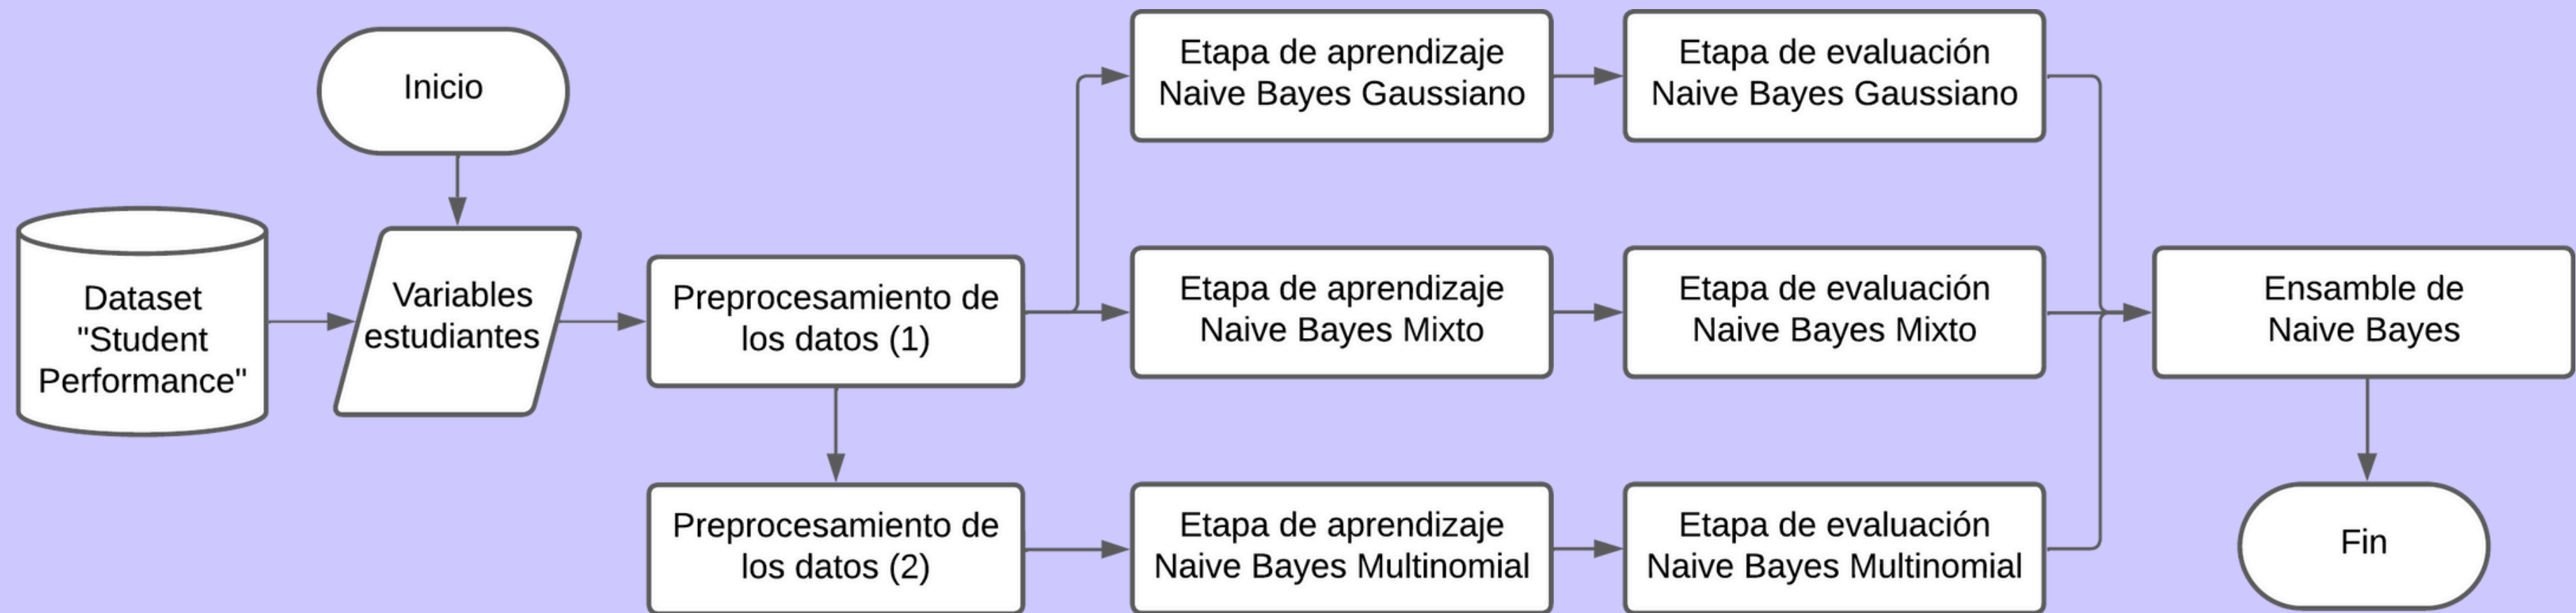 Inicio
Dataset
"Student
Performance"
Variables
estudiantes
Preprocesamiento de
los datos (1)
Preprocesamiento de
los datos (2)
Etapa de aprendizaje
Naive Bayes Gaussiano
Etapa de evaluación
Naive Bayes Gaussiano
Etapa de aprendizaje
Naive Bayes Mixto
Etapa de evaluación
Naive Bayes Mixto
Etapa de aprendizaje
Naive Bayes Multinomial
Etapa de evaluación
Naive Bayes Multinomial
Ensamble de
Naive Bayes
Fin